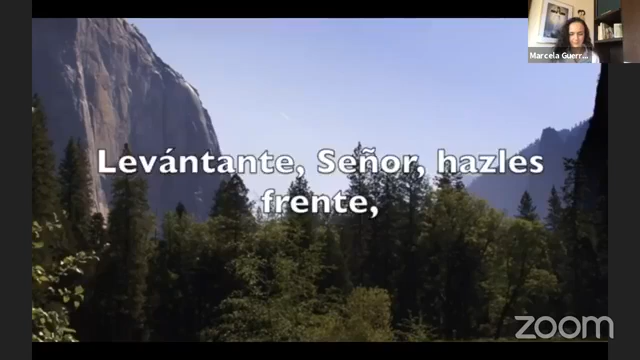 Marcela Guerr...
Levántante, Señor, hazles
frente,
zoom